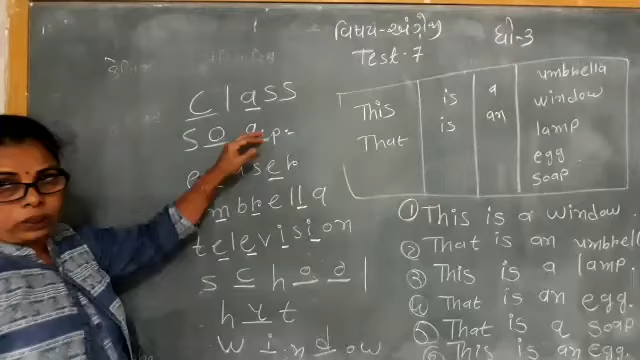 વિષય-અંગ્રેજી
ધો-3
Test-7
Class
soap
television
school
hut
window
This is a umbrella
That is an window
lamp
egg
soap
① This is a window.
② That is an umbrella
③ This is a lamp.
④ That is an egg.
⑤ That is a soap
⑥ This is an egg.